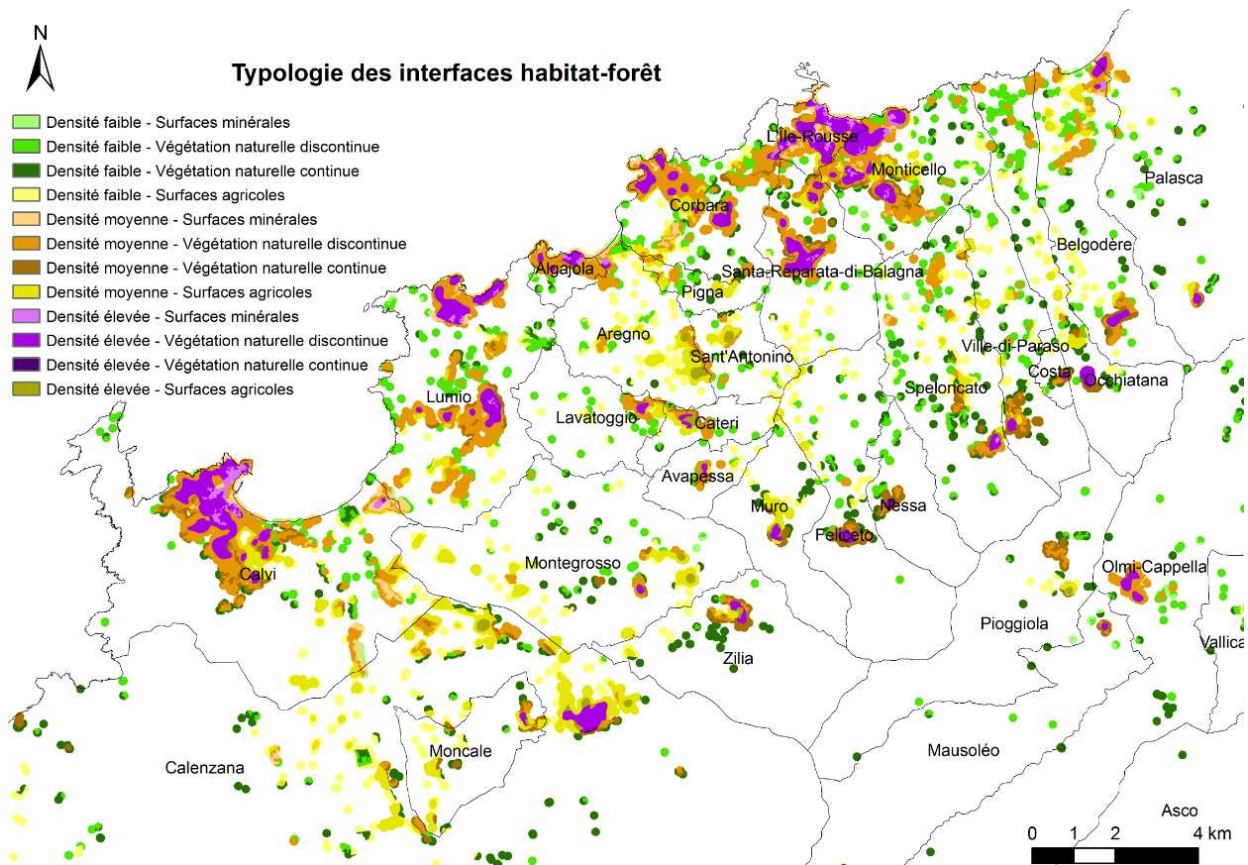 N
Typologie des interfaces habitat-forêt
Densité faible - Surfaces minérales
Densité faible - Végétation naturelle discontinue
Densité faible - Végétation naturelle continue
Densité faible - Surfaces agricoles
Densité moyenne - Surfaces minérales
Densité moyenne - Végétation naturelle discontinue
Densité moyenne - Végétation naturelle continue
Densité moyenne - Surfaces agricoles
Densité élevée - Surfaces minérales
Densité élevée - Végétation naturelle discontinue
Densité élevée - Végétation naturelle continue
Densité élevée - Surfaces agricoles
L'Île-Rousse
Monticello
Palasca
Corbara
Belgodère
Algajola
Santa-Reparata-di-Balagna
Pigna
Aregno
Sant'Antonino
Ville-di-Paraso
Costa
Occhiatana
Speloncato
Lumio
Lavatoggio
Cateri
Avapessa
Muro
Nessa
Feliceto
Montegrosso
Olmi-Cappella
Calvi
Pioggiola
Vallica
Zilia
Moncale
Mausoléo
Calenzana
Asco
0 1 2 4 km